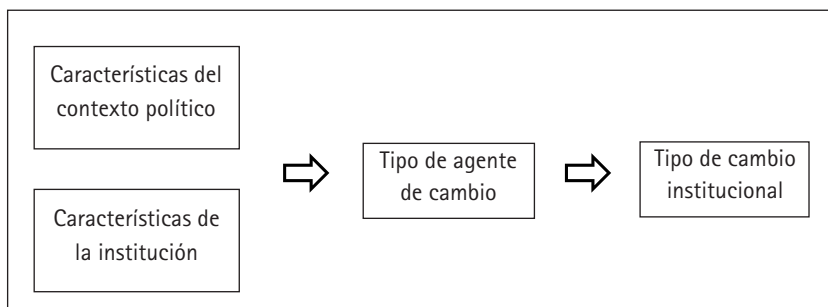 Características del
contexto político
Características de
la institución
Tipo de agente
de cambio
Tipo de cambio
institucional